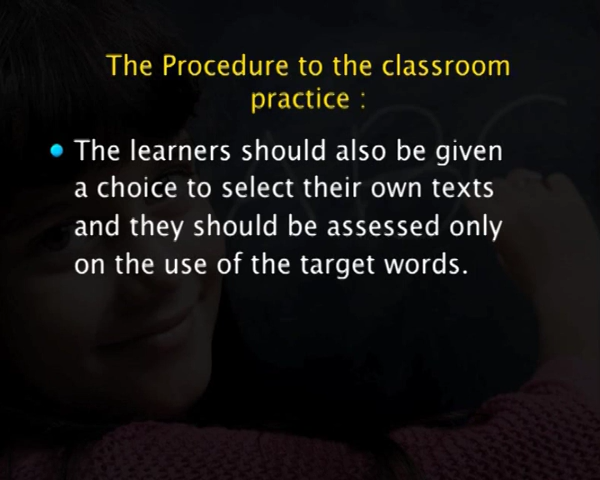 The Procedure to the classroom
practice :
The learners should also be given
a choice to select their own texts
and they should be assessed only
on the use of the target words.
ABC